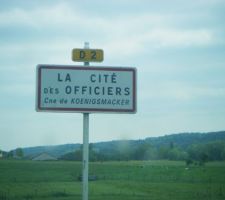 D 2
LA CITÉ
DES OFFICIERS
Cne de KOENIGSMACKER